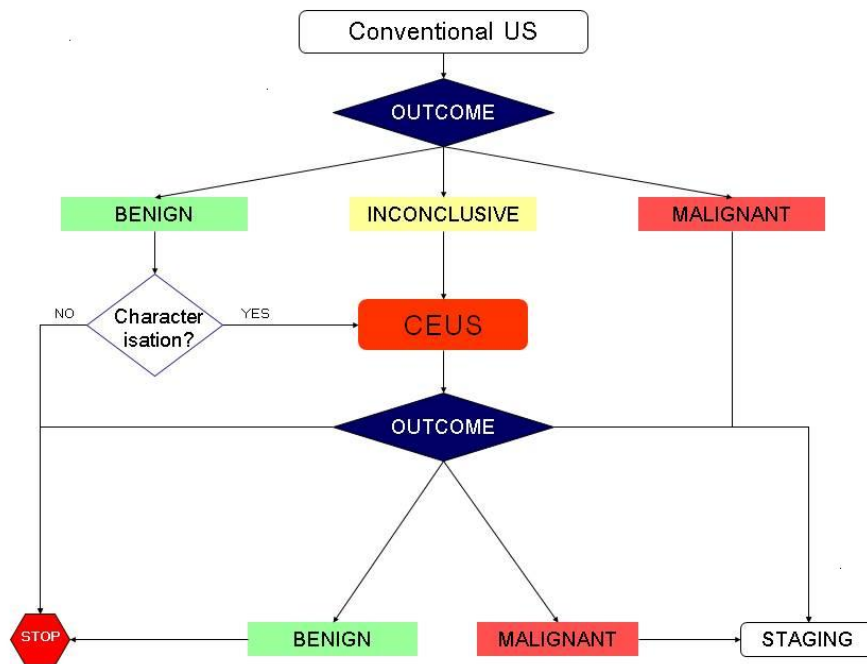 Conventional US
OUTCOME
BENIGN
INCONCLUSIVE
MALIGNANT
NO
Character
isation?
YES
CEUS
OUTCOME
STOP
BENIGN
MALIGNANT
STAGING